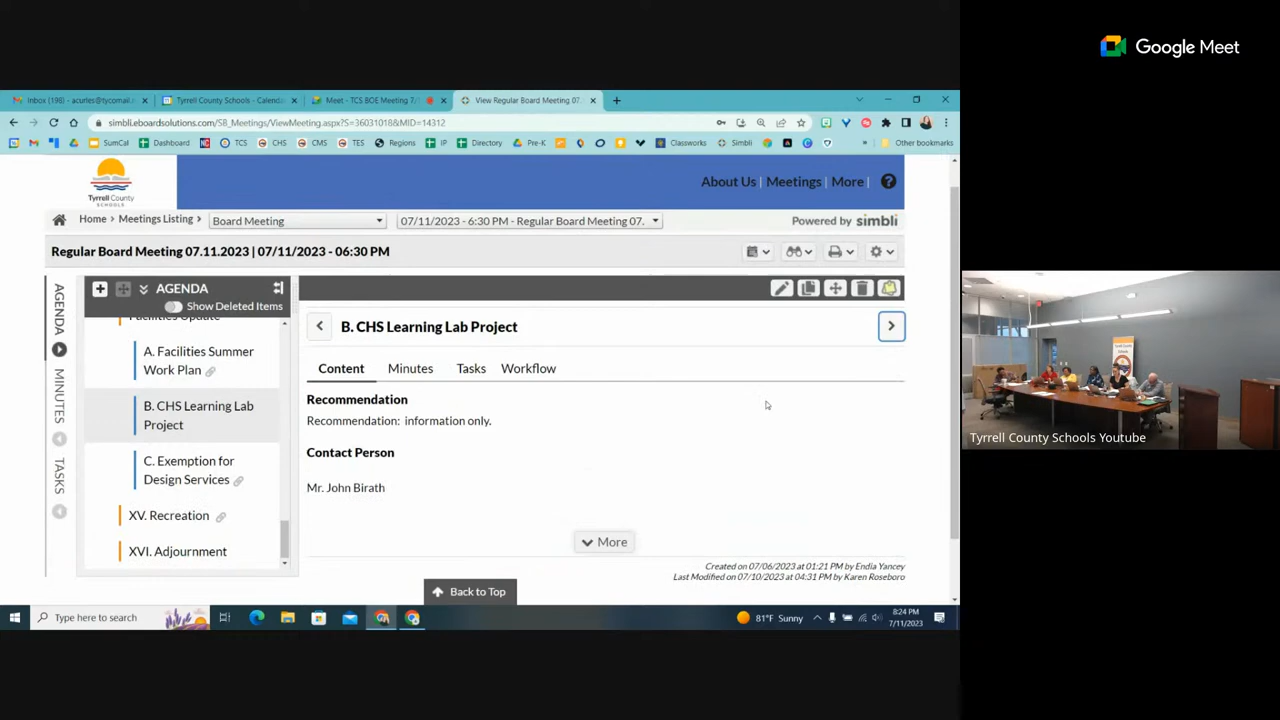 Google Meet
Inbox (198) - acurles@tycomail.
Tyrrell County Schools - Calenda
Meet - TCS BOE Meeting 7/
View Regular Board Meeting 07.
simbli.eboardsolutions.com/SB_Meetings/ViewMeeting.aspx?S=36031018&MID=14312
SumCal Dashboard TCS CHS CMS TES Regions IP Directory Pre-K Classworks Simbli » Other bookmarks
Tyrrell County
SCHOOLS
About Us | Meetings | More |
Home > Meetings Listing > Board Meeting 07/11/2023 - 6:30 PM - Regular Board Meeting 07. Powered by simbli
Regular Board Meeting 07.11.2023 | 07/11/2023 - 06:30 PM
AGENDA
MINUTES
TASKS
AGENDA
Show Deleted Items
Facilities Update
A. Facilities Summer
Work Plan
B. CHS Learning Lab
Project
C. Exemption for
Design Services
XV. Recreation
XVI. Adjournment
B. CHS Learning Lab Project
Content Minutes Tasks Workflow
Recommendation
Recommendation: information only.
Contact Person
Mr. John Birath
More
Created on 07/06/2023 at 01:21 PM by Endia Yancey
Last Modified on 07/10/2023 at 04:31 PM by Karen Roseboro
Back to Top
Type here to search
81°F Sunny
8:24 PM
7/11/2023
Tyrrell County Schools Youtube